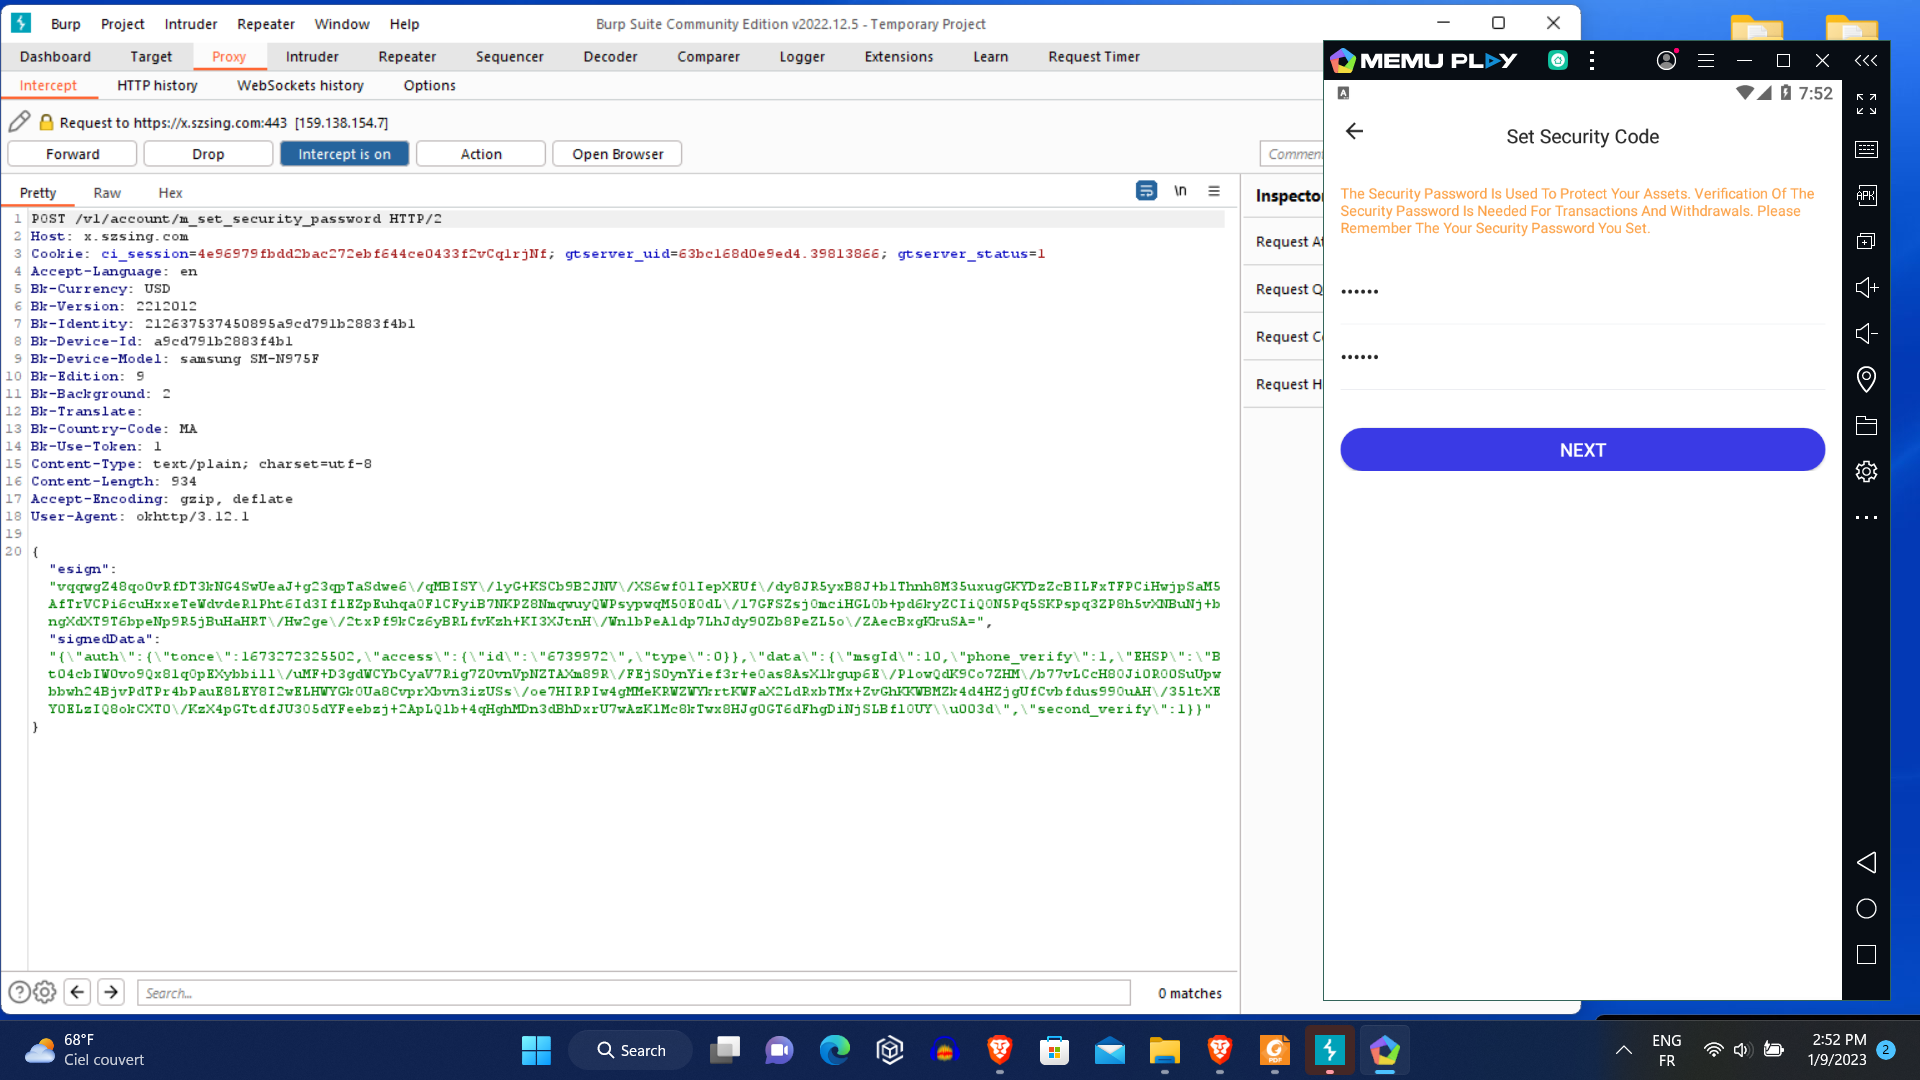 Burp Project Intruder Repeater Window Help Burp Suite Community Edition v2022.12.5 - Temporary Project
Dashboard Target Proxy Intruder Repeater Sequencer Decoder Comparer Logger Extensions Learn Request Timer
Intercept HTTP history WebSockets history Options
Request to https://x.szsing.com:443 [159.138.154.7]
Forward Drop Intercept is on Action Open Browser Comment
Pretty Raw Hex \n
1 POST /v1/account/m_set_security_password HTTP/2
2 Host: x.szsing.com
3 Cookie: ci_session=4e96979fbdd2bac272ebf644ce0433f2vCqlrjNf; gtserver_uid=63bc168d0e9ed4.39813866; gtserver_status=1
4 Accept-Language: en
5 Bk-Currency: USD
6 Bk-Version: 2212012
7 Bk-Identity: 212637537450895a9cd791b2883f4b1
8 Bk-Device-Id: a9cd791b2883f4b1
9 Bk-Device-Model: samsung SM-N975F
10 Bk-Edition: 9
11 Bk-Background: 2
12 Bk-Translate:
13 Bk-Country-Code: MA
14 Bk-Use-Token: 1
15 Content-Type: text/plain; charset=utf-8
16 Content-Length: 934
17 Accept-Encoding: gzip, deflate
18 User-Agent: okhttp/3.12.1
19
20 {
"esign":
"signedData":
}
Inspector
Request At
Request Q
Request Co
Request H
Search...
0 matches
MEMU PLAY
7:52
Set Security Code
The Security Password Is Used To Protect Your Assets. Verification Of The
Security Password Is Needed For Transactions And Withdrawals. Please
Remember The Your Security Password You Set.
••••••
••••••
NEXT
APK
68°F
Ciel couvert
Search
PDF
ENG
FR
2:52 PM
1/9/2023
2